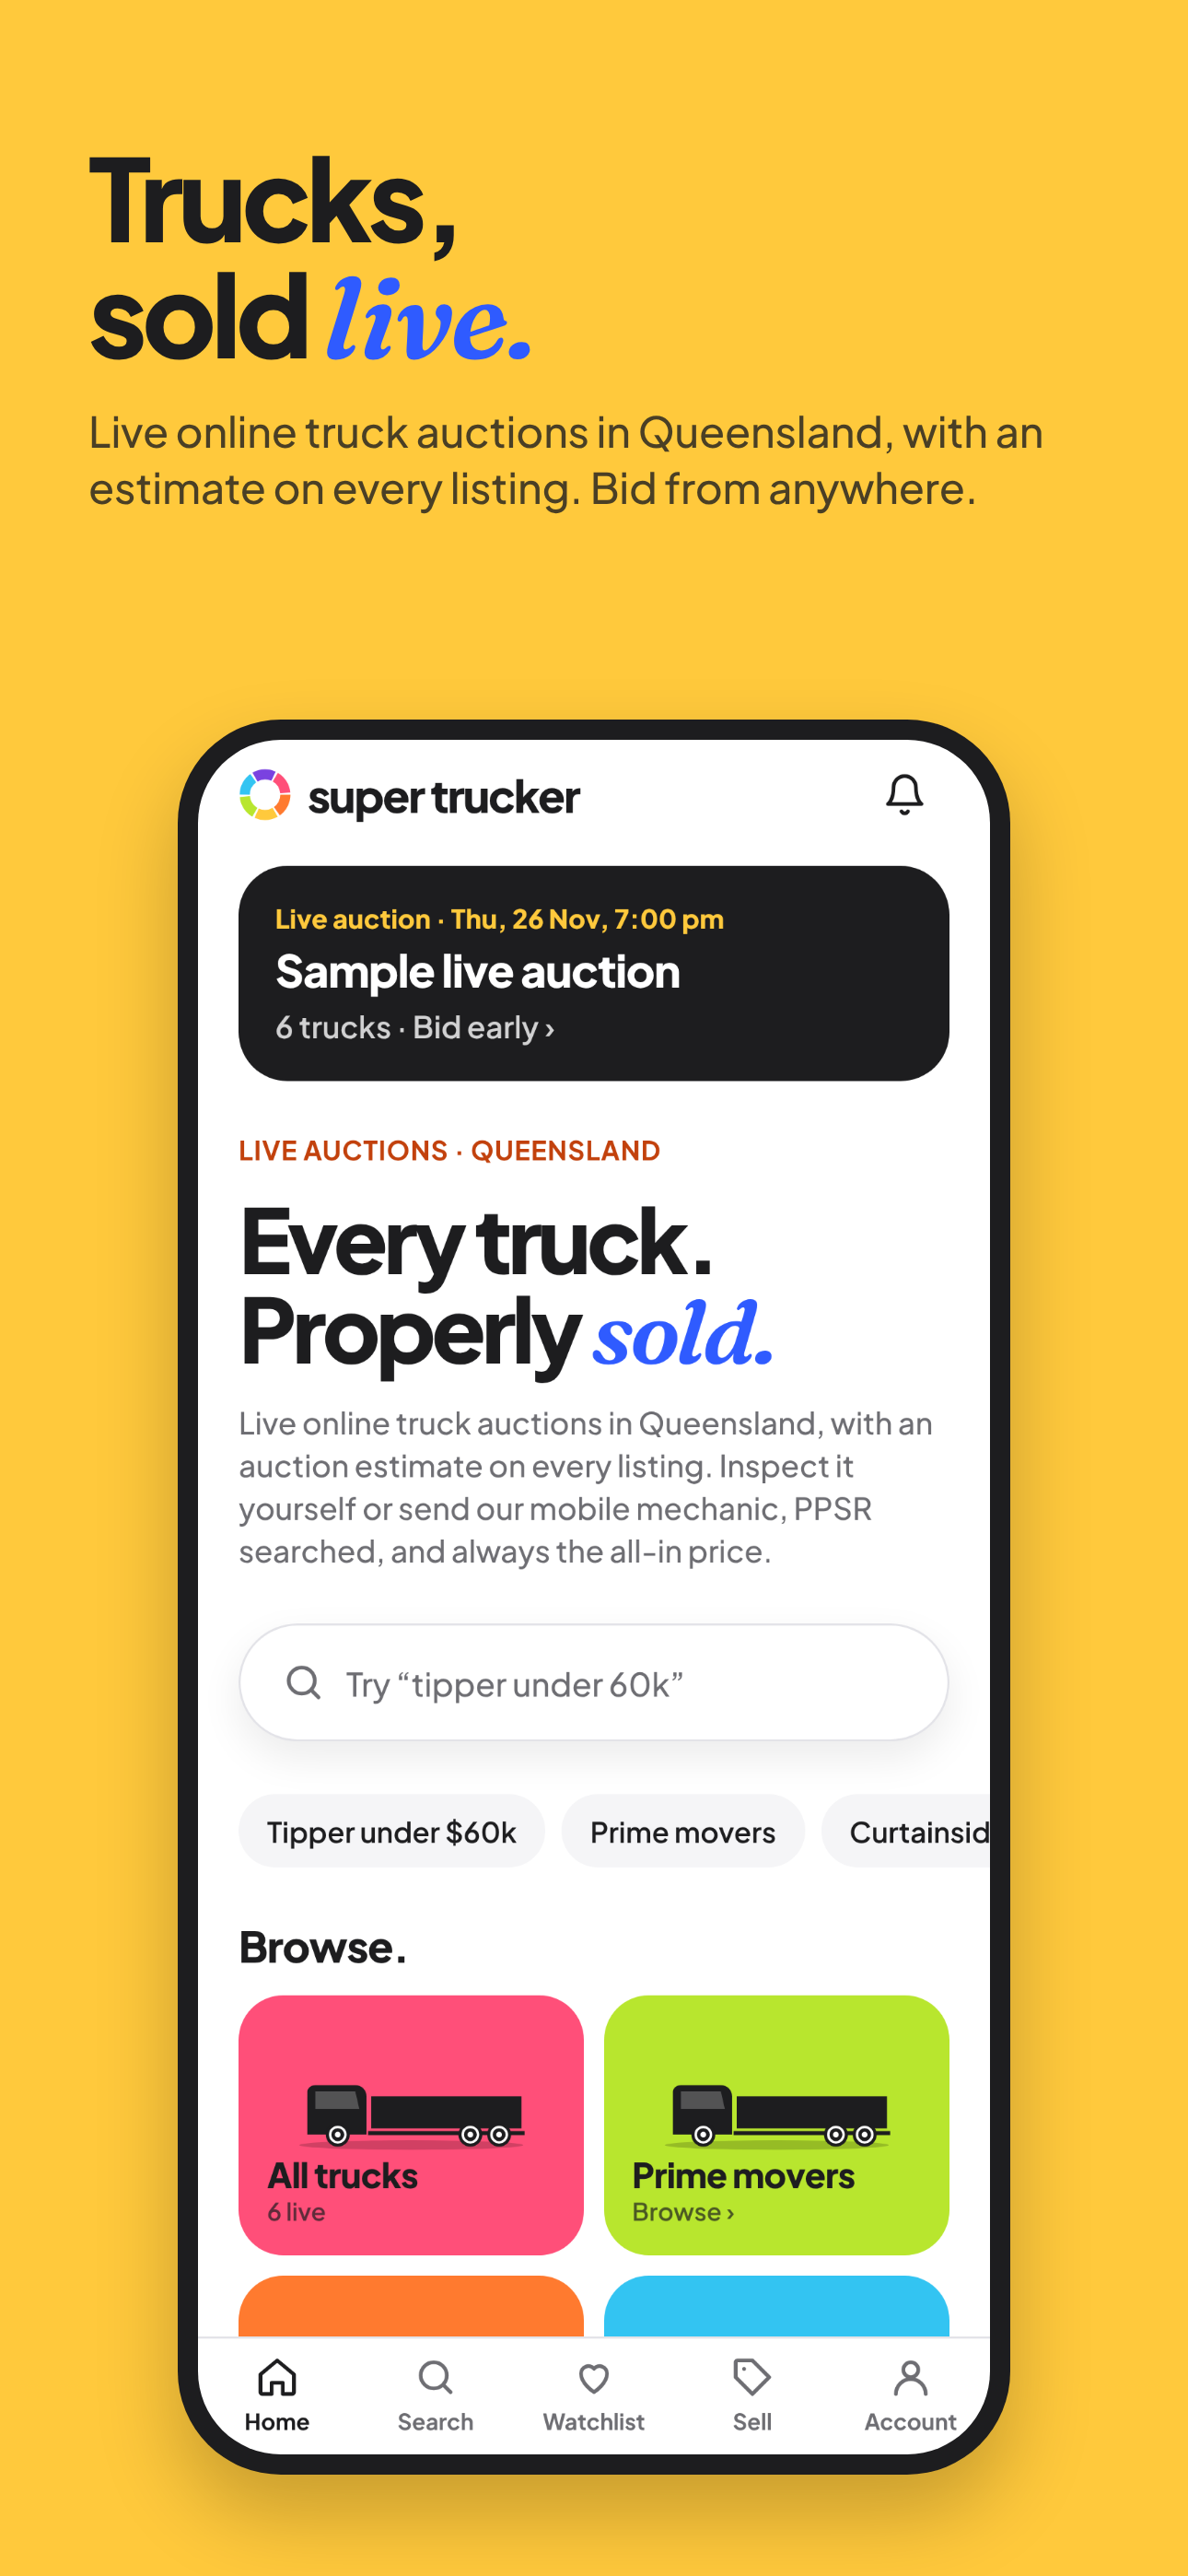 Trucks,
sold live.
Live online truck auctions in Queensland, with an
estimate on every listing. Bid from anywhere.
super trucker
Live auction · Thu, 26 Nov, 7:00 pm
Sample live auction
6 trucks · Bid early ›
LIVE AUCTIONS · QUEENSLAND
Every truck.
Properly sold.
Live online truck auctions in Queensland, with an
auction estimate on every listing. Inspect it
yourself or send our mobile mechanic, PPSR
searched, and always the all-in price.
Try “tipper under 60k”
Tipper under $60k
Prime movers
Curtainsid
Browse.
All trucks
6 live
Prime movers
Browse ›
Home
Search
Watchlist
Sell
Account